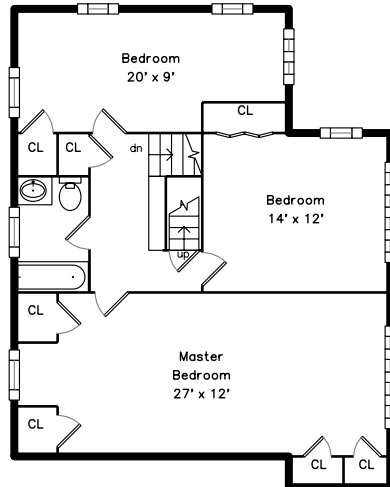 Bedroom
20' x 9'
CL
CL
CL
dn
Bedroom
14' x 12'
up
CL
Master
Bedroom
27' x 12'
CL
CL
CL